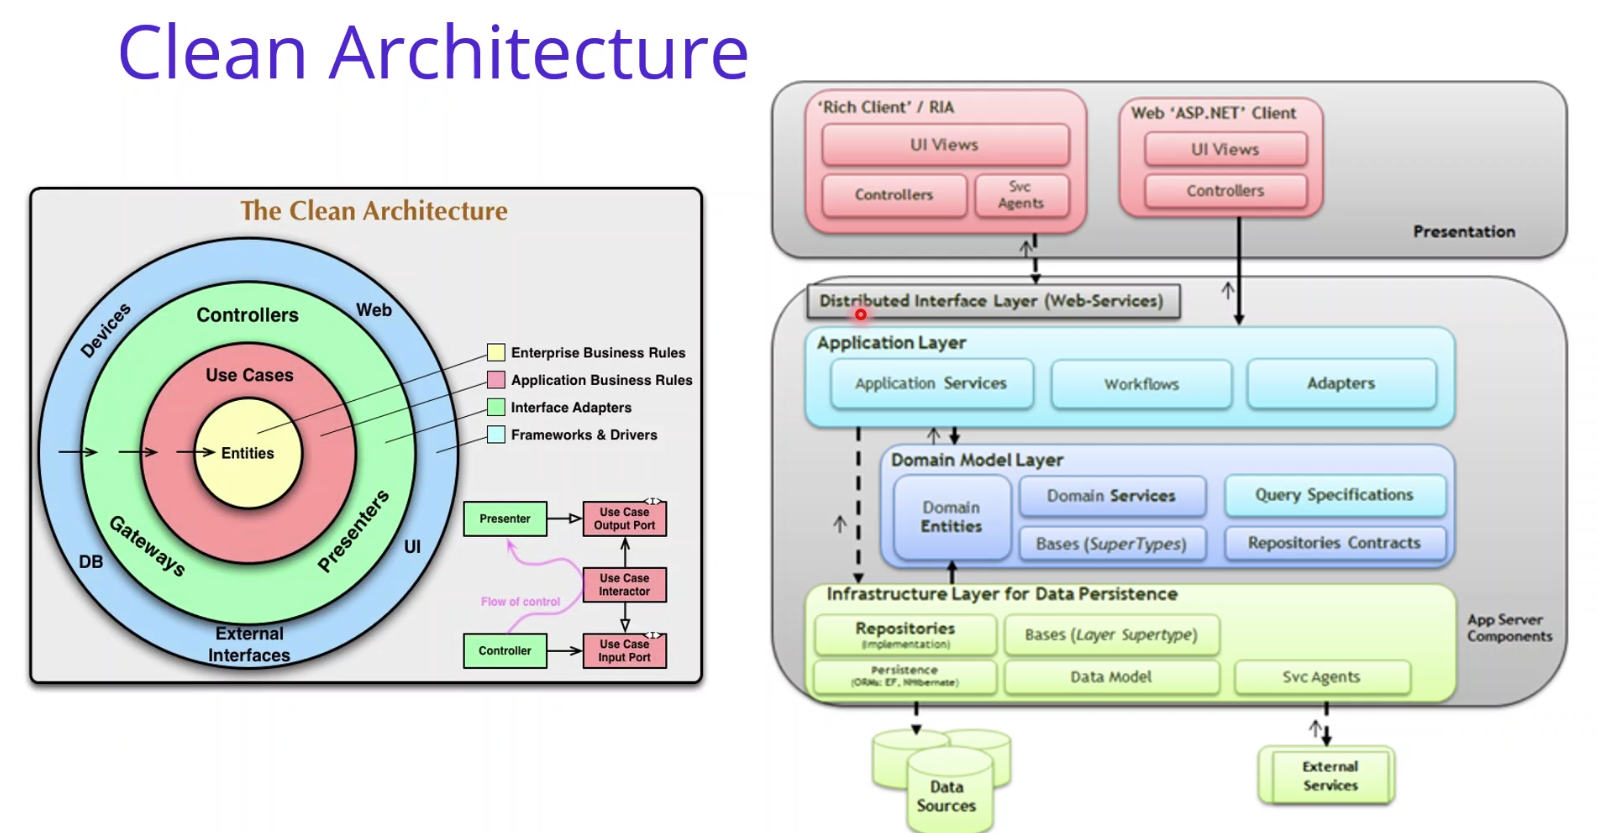 Clean Architecture
The Clean Architecture
Devices
Controllers
Web
Use Cases
Entities
Gateways
Presenters
DB
UI
External
Interfaces
Enterprise Business Rules
Application Business Rules
Interface Adapters
Frameworks & Drivers
Presenter
<I>
Use Case
Output Port
Use Case
Interactor
Flow of control
Controller
<I>
Use Case
Input Port
'Rich Client' / RIA
UI Views
Controllers
Svc
Agents
Web 'ASP.NET' Client
UI Views
Controllers
Presentation
Distributed Interface Layer (Web-Services)
Application Layer
Application Services
Workflows
Adapters
Domain Model Layer
Domain
Entities
Domain Services
Query Specifications
Bases (SuperTypes)
Repositories Contracts
Infrastructure Layer for Data Persistence
Repositories
(Implementation)
Bases (Layer Supertype)
Persistence
(ORMs: EF, NHibernate)
Data Model
Svc Agents
App Server
Components
Data
Sources
External
Services